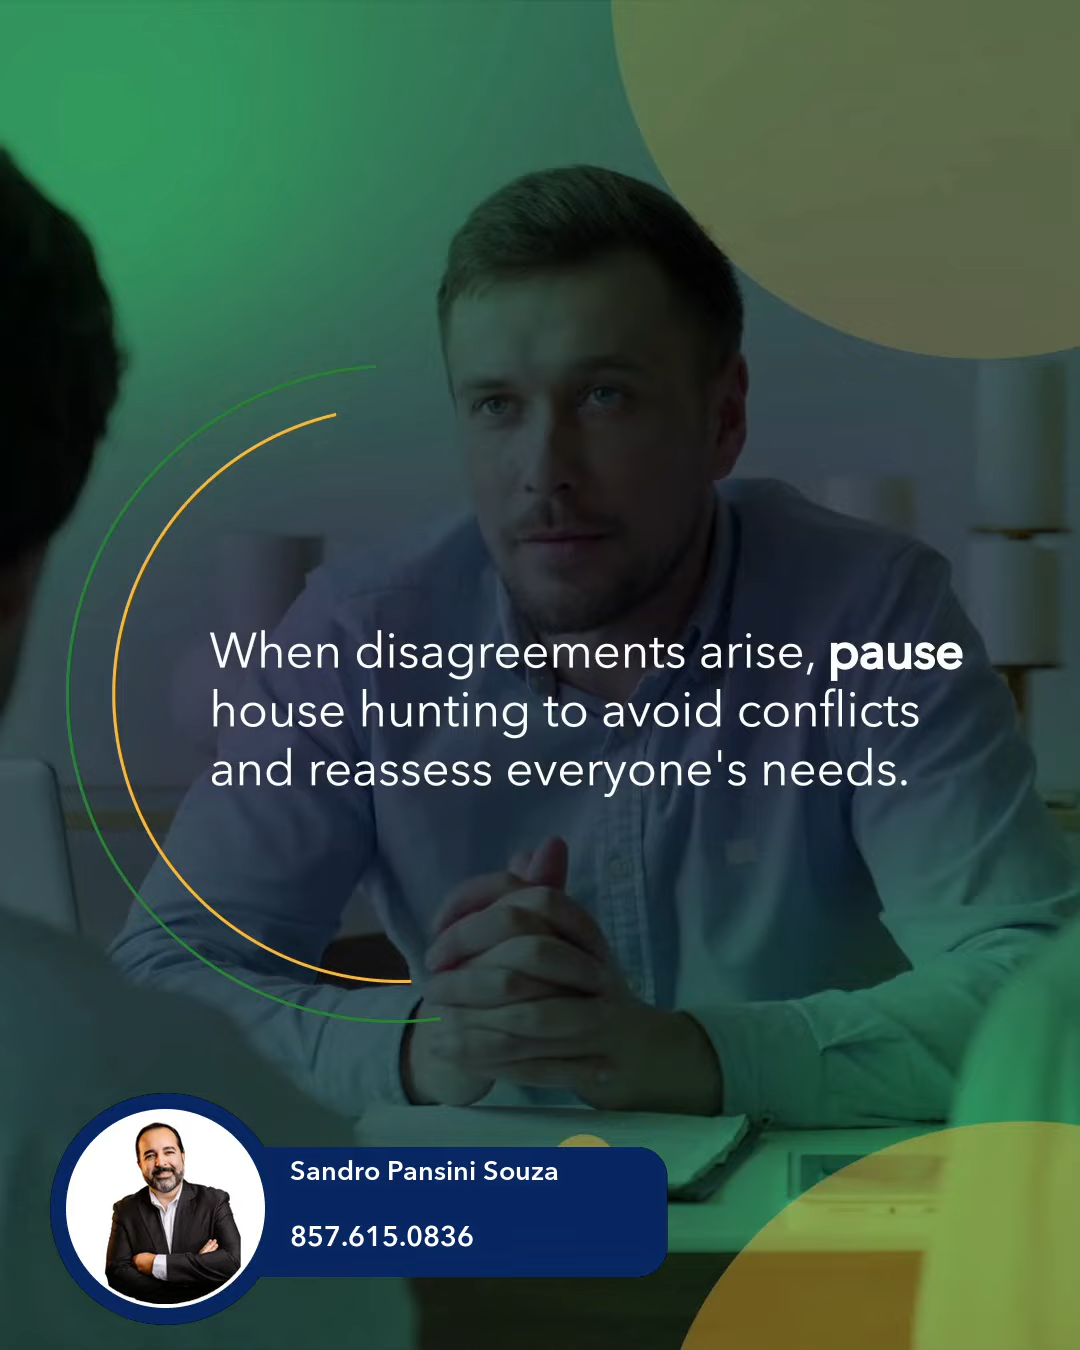 When disagreements arise, pause
house hunting to avoid conflicts
and reassess everyone's needs.
Sandro Pansini Souza
857.615.0836